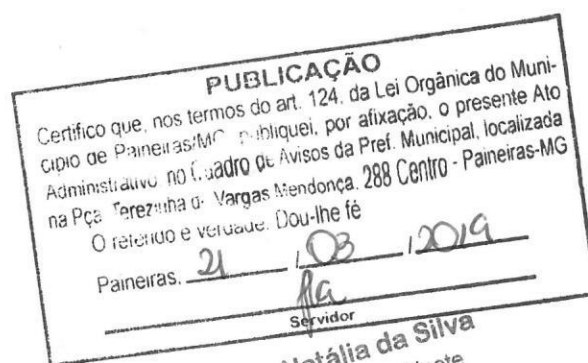 PUBLICAÇÃO
Certifico que, nos termos do art. 124, da Lei Orgânica do Muni-
cípio de Paineiras/MG, publiquei, por afixação, o presente Ato
Administrativo, no Quadro de Avisos da Pref. Municipal, localizada
na Pça Terezinha de Vargas Mendonça, 288 Centro - Paineiras-MG
O referido é verdade. Dou-lhe fé
Paineiras, 21 / 03 / 2019
Servidor
Natália da Silva